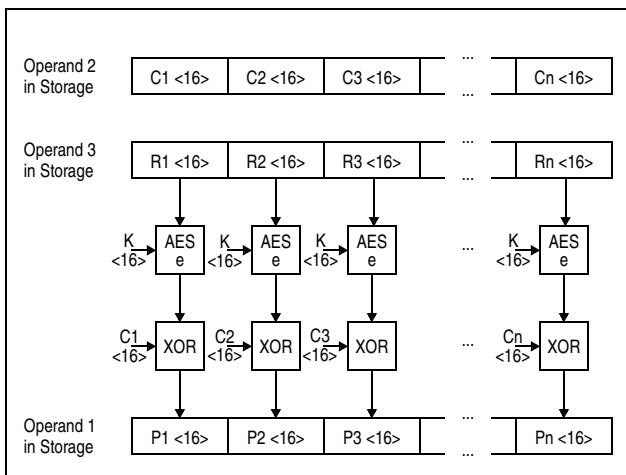 Operand 2
in Storage
C1 <16> C2 <16> C3 <16> ... ... Cn <16>
Operand 3
in Storage
R1 <16> R2 <16> R3 <16> ... ... Rn <16>
K <16> AES e K <16> AES e K <16> AES e ... K <16> AES e
C1 <16> XOR C2 <16> XOR C3 <16> XOR ... Cn <16> XOR
Operand 1
in Storage
P1 <16> P2 <16> P3 <16> ... ... Pn <16>